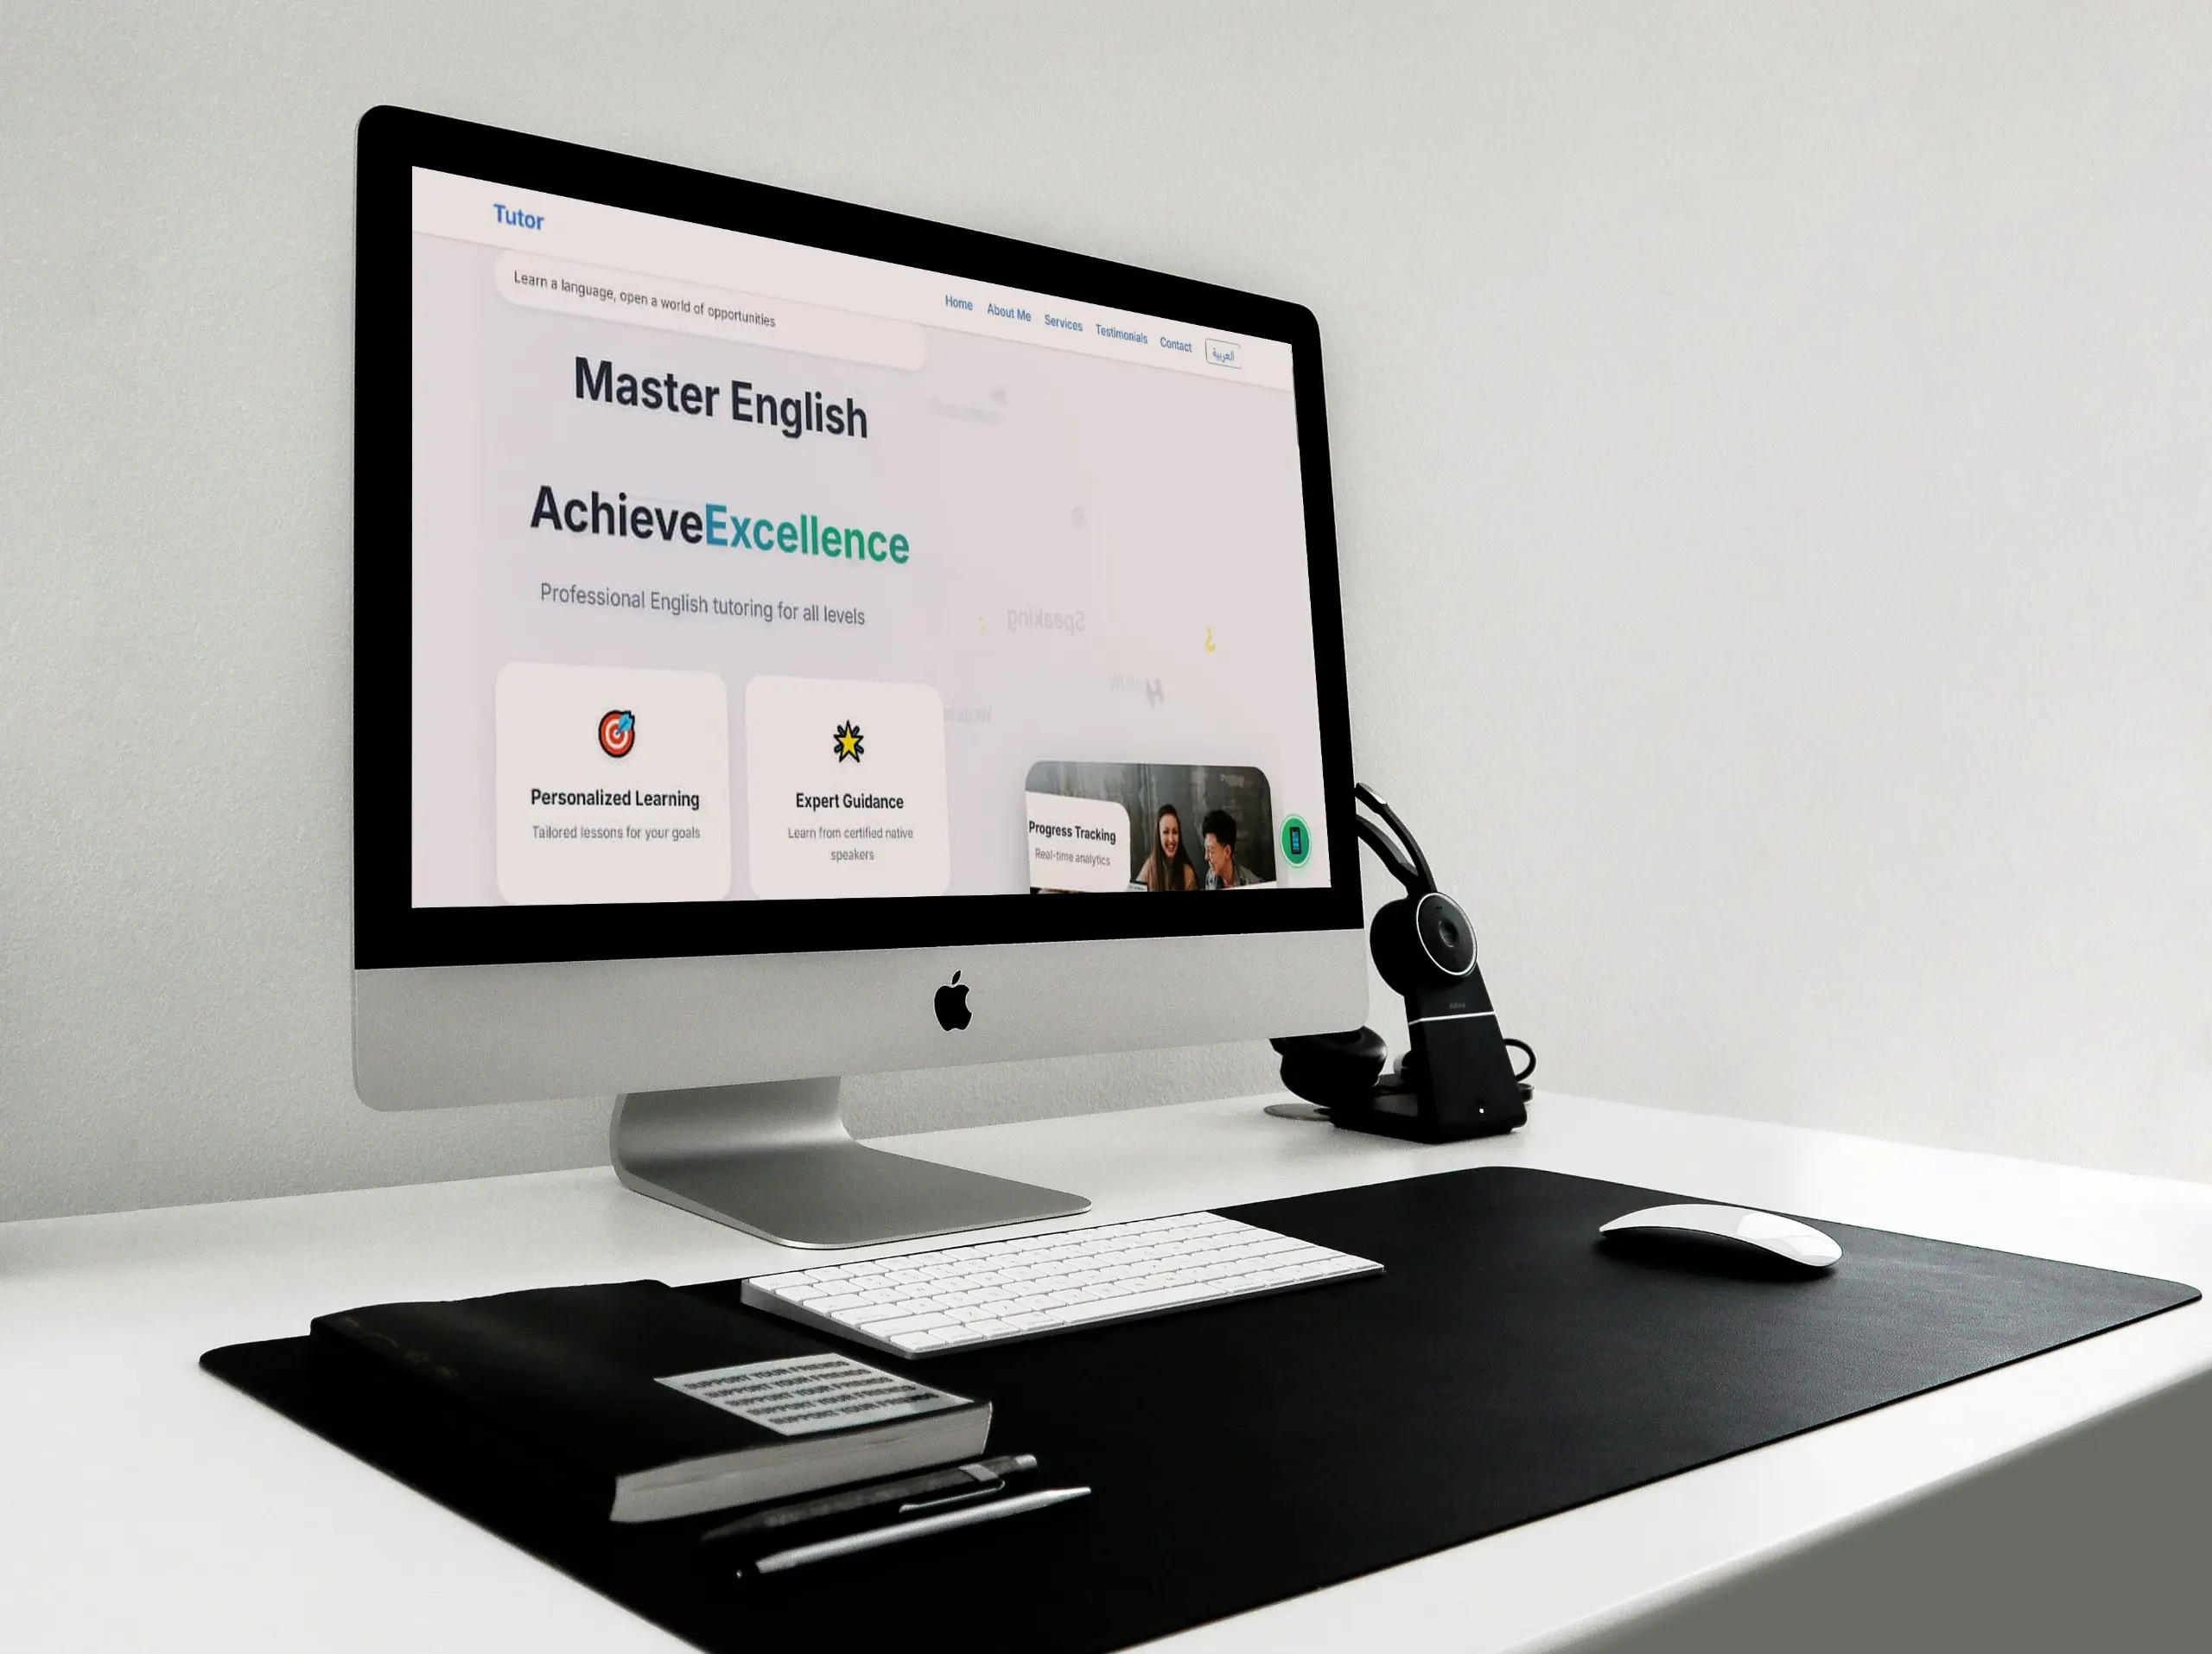 Tutor
Home About Me Services Testimonials Contact العربية
Learn a language, open a world of opportunities
Master English
AchieveExcellence
Professional English tutoring for all levels
Speaking
Personalized Learning
Tailored lessons for your goals
Expert Guidance
Learn from certified native
speakers
Progress Tracking
Real-time analytics
SUPPORT YOUR FRIENDS
SUPPORT YOUR FRIENDS
SUPPORT YOUR FRIENDS
SUPPORT YOUR FRIENDS